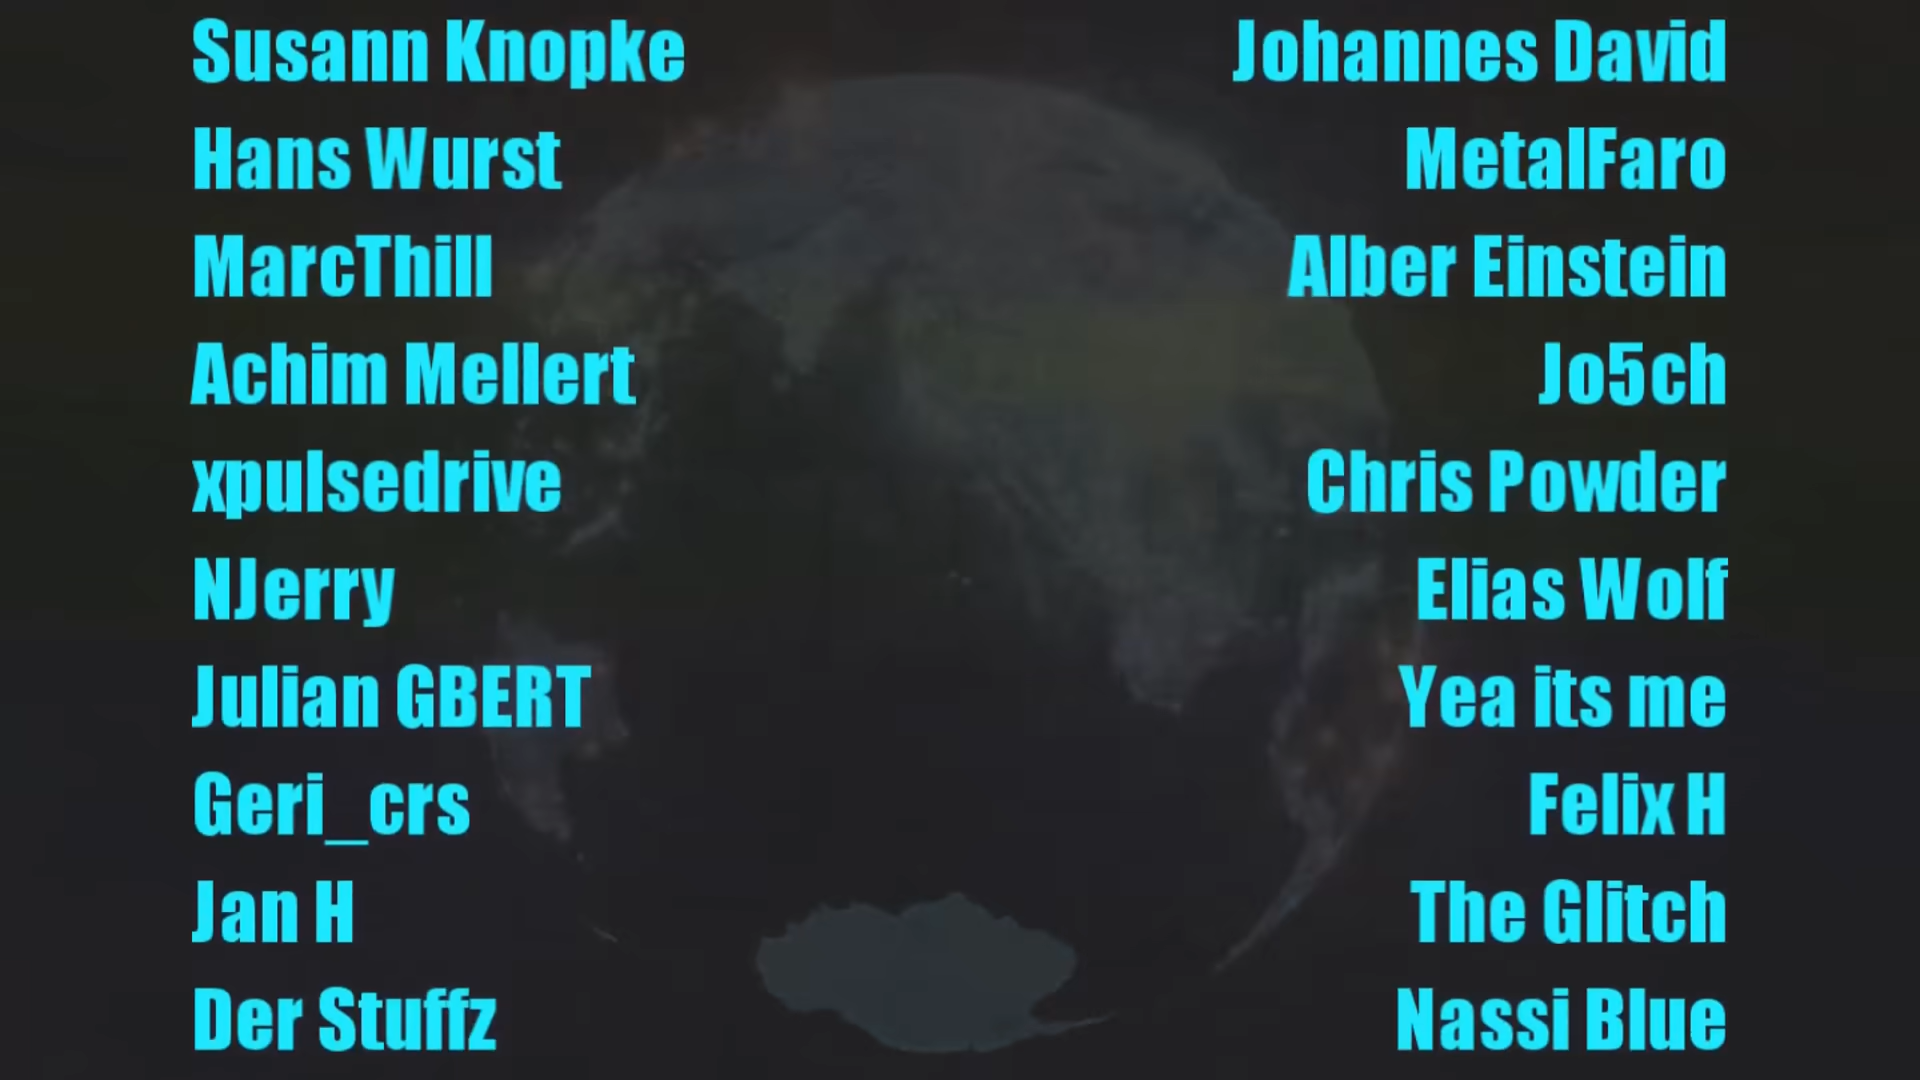 Susann Knopke
Johannes David
Hans Wurst
MetalFaro
MarcThill
Alber Einstein
Achim Mellert
Jo5ch
xpulsedrive
Chris Powder
NJerry
Elias Wolf
Julian GBERT
Yea its me
Geri_crs
Felix H
Jan H
The Glitch
Der Stuffz
Nassi Blue